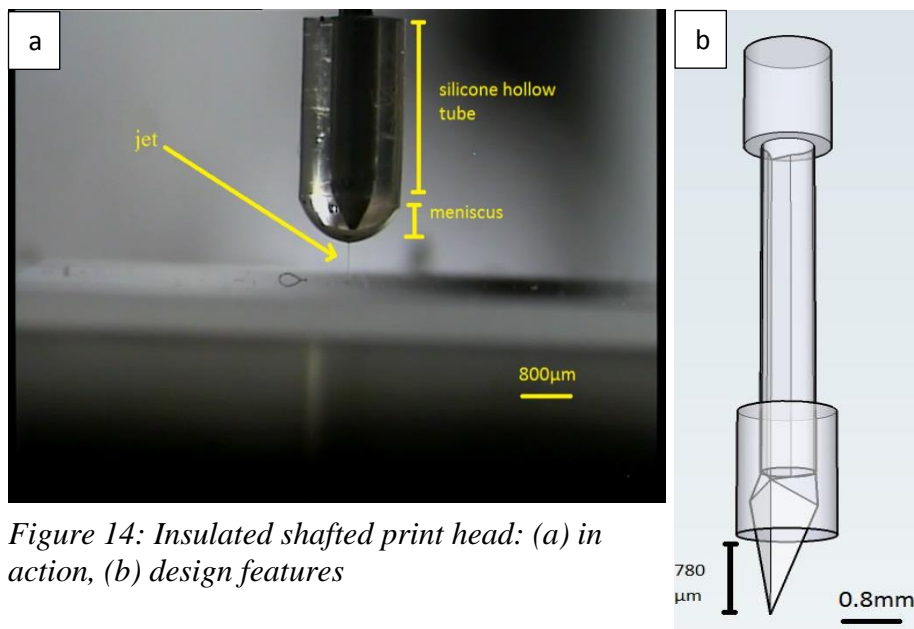 a
silicone hollow
tube
jet
meniscus
800µm
b
780
µm
0.8mm
Figure 14: Insulated shafted print head: (a) in
action, (b) design features